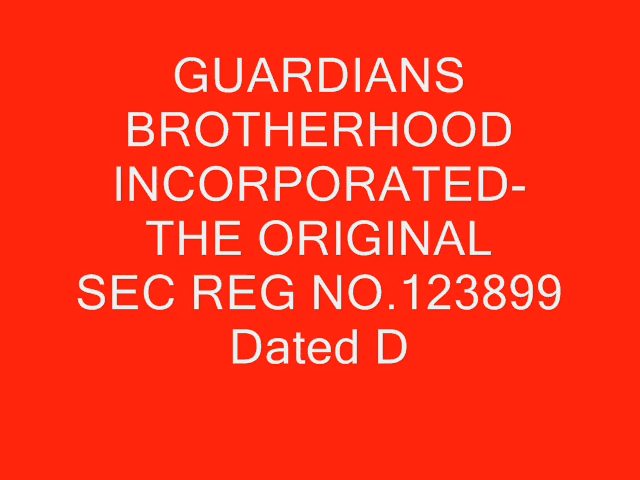 GUARDIANS
BROTHERHOOD
INCORPORATED-
THE ORIGINAL
SEC REG NO.123899
Dated D